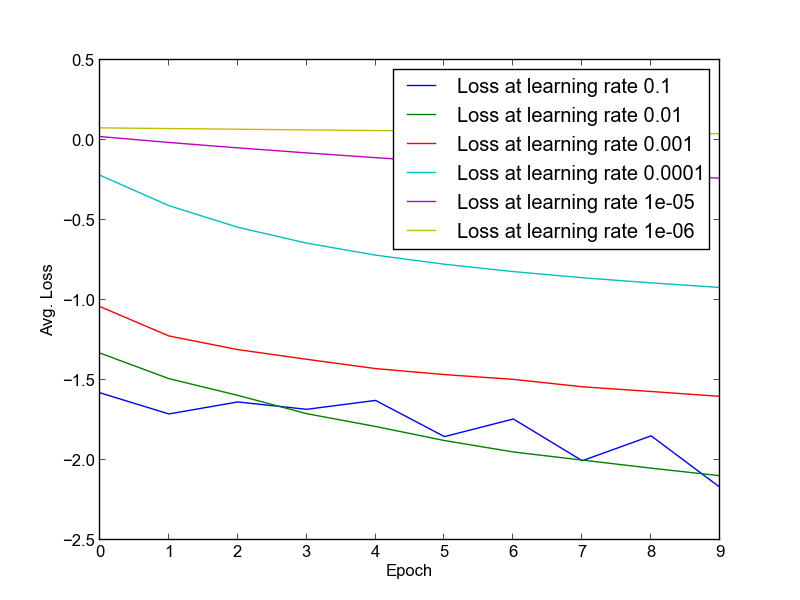 0.5
0.0
−0.5
−1.0
−1.5
−2.0
−2.5
Avg. Loss
Loss at learning rate 0.1
Loss at learning rate 0.01
Loss at learning rate 0.001
Loss at learning rate 0.0001
Loss at learning rate 1e-05
Loss at learning rate 1e-06
0 1 2 3 4 5 6 7 8 9
Epoch